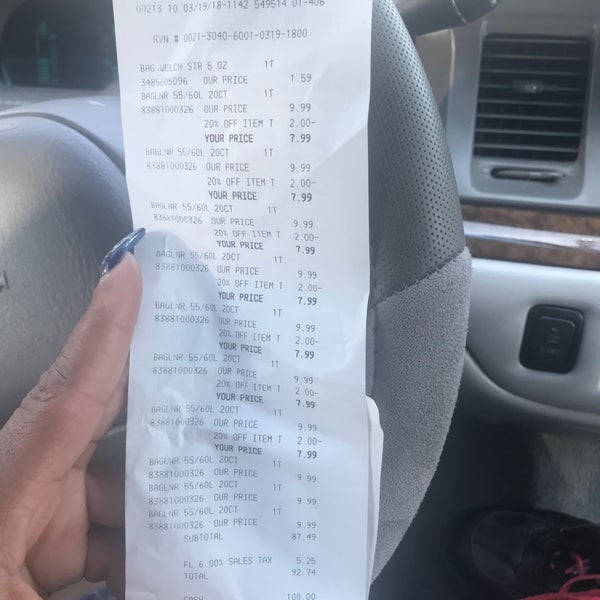 00213 10 03/19/18-1142 549514 01-406
RVN # 0021-3040-6001-0319-1800
BAG WELCH STR 5 OZ 1T
3485605096 OUR PRICE 1.59
BAGLNR 55/60L 20CT 1T
83881000326 OUR PRICE 9.99
20% OFF ITEM T 2.00-
YOUR PRICE 7.99
BAGLNR 55/60L 20CT 1T
83881000326 OUR PRICE 9.99
20% OFF ITEM T 2.00-
YOUR PRICE 7.99
BAGLNR 55/60L 20CT 1T
83881000326 OUR PRICE 9.99
20% OFF ITEM T 2.00-
YOUR PRICE 7.99
BAGLNR 55/60L 20CT 1T
83881000326 OUR PRICE 9.99
20% OFF ITEM T 2.00-
YOUR PRICE 7.99
BAGLNR 55/60L 20CT 1T
83881000326 OUR PRICE 9.99
20% OFF ITEM T 2.00-
YOUR PRICE 7.99
BAGLNR 55/60L 20CT 1T
83881000326 OUR PRICE 9.99
20% OFF ITEM T 2.00-
YOUR PRICE 7.99
BAGLNR 55/60L 20CT 1T
83881000326 OUR PRICE 9.99
20% OFF ITEM T 2.00-
YOUR PRICE 7.99
BAGLNR 55/60L 20CT 1T
83881000326 OUR PRICE 9.99
BAGLNR 55/60L 20CT 1T
83881000326 OUR PRICE 9.99
BAGLNR 55/60L 20CT 1T
83881000326 OUR PRICE 9.99
SUBTOTAL 87.49
FL 6.00% SALES TAX 5.25
TOTAL 92.74
CASH 100.00